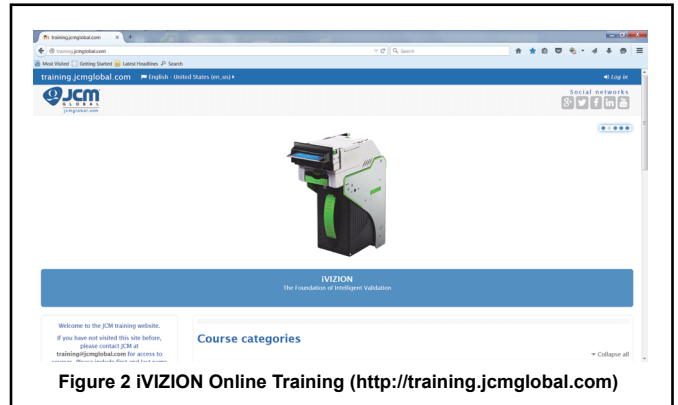 training.jcmglobal.com
training.jcmglobal.com
Search
Most Visited Getting Started Latest Headlines Search
training.jcmglobal.com English - United States (en_us) Log in
JCM
GLOBAL
jcmglobal.com
Social networks
iVIZION
The Foundation of Intelligent Validation
Welcome to the JCM training website.
If you have not visited this site before,
please contact JCM at
training@jcmglobal.com for access to
Course categories
Collapse all
Figure 2 iVIZION Online Training (http://training.jcmglobal.com)